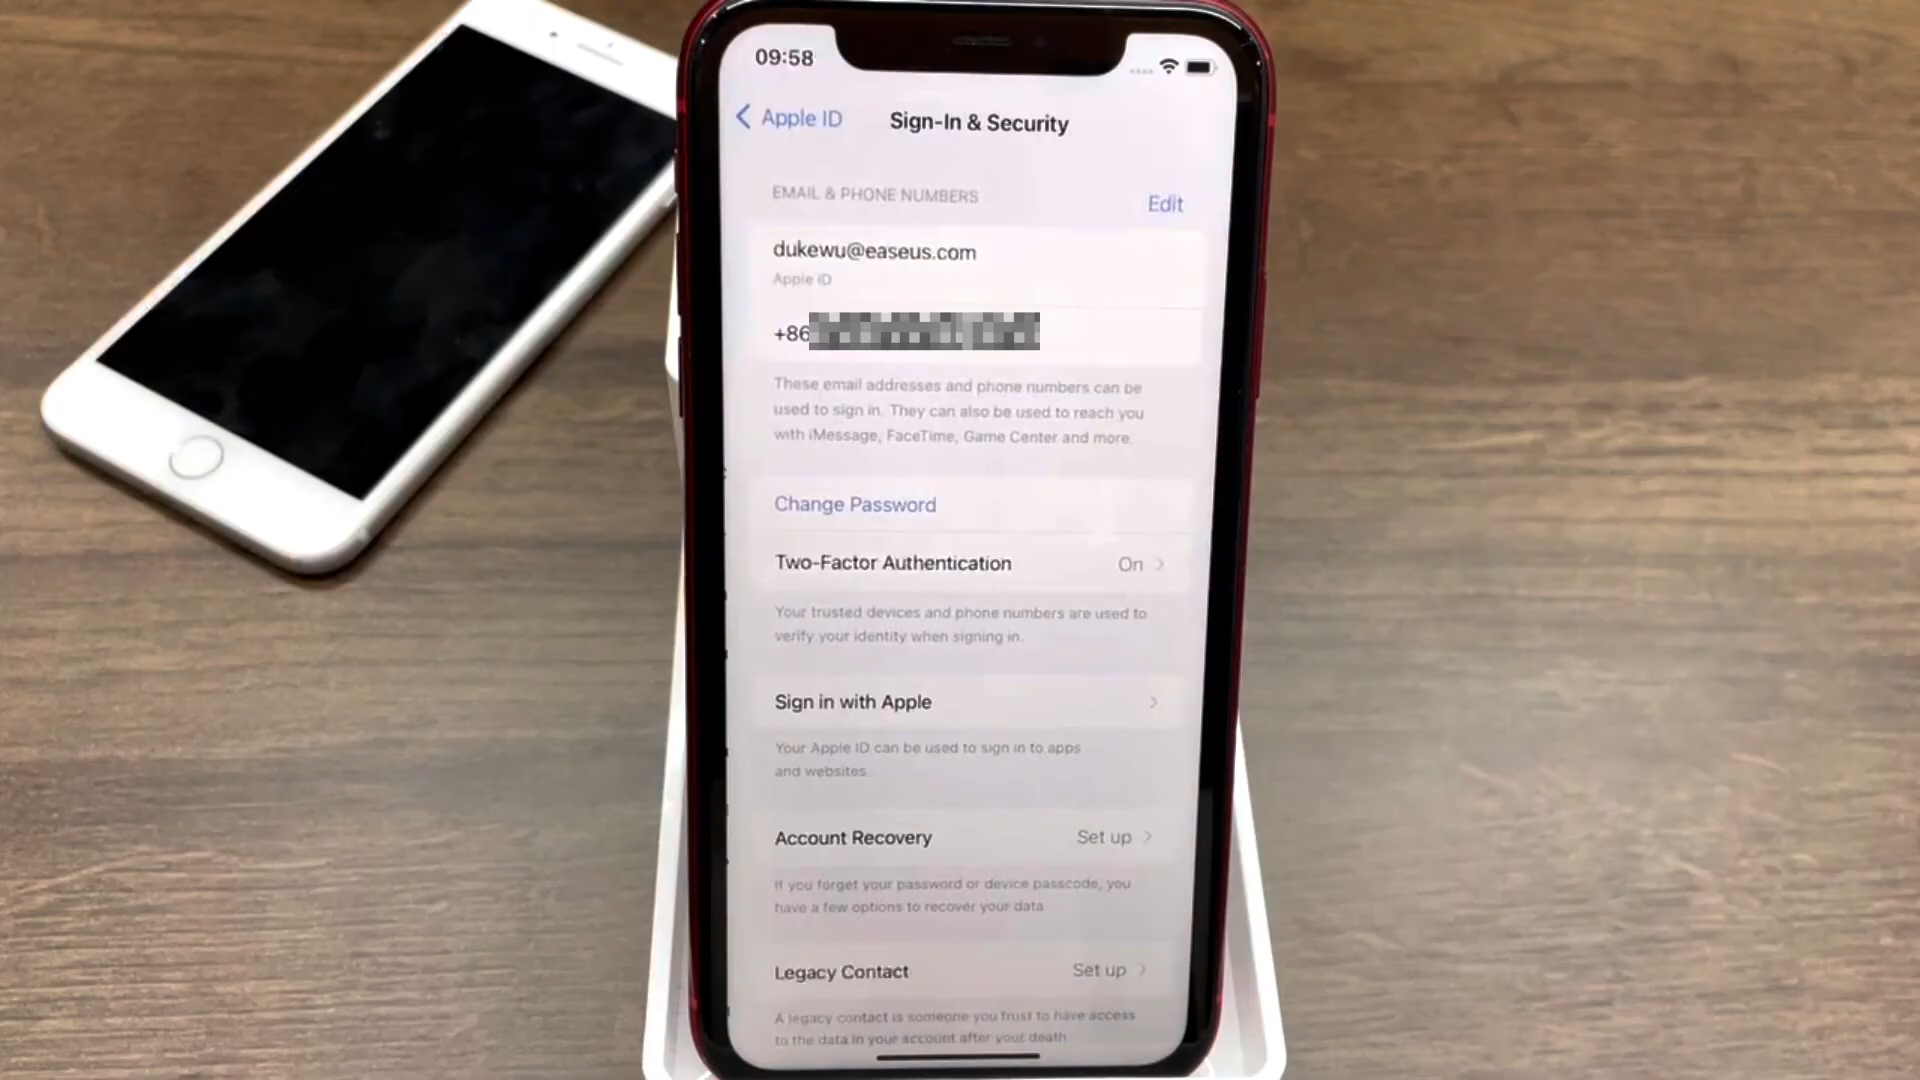 09:58
Apple ID
Sign-In & Security
EMAIL & PHONE NUMBERS
Edit
dukewu@easeus.com
Apple ID
+86
These email addresses and phone numbers can be
used to sign in. They can also be used to reach you
with iMessage, FaceTime, Game Center and more.
Change Password
Two-Factor Authentication On
Your trusted devices and phone numbers are used to
verify your identity when signing in.
Sign in with Apple
Your Apple ID can be used to sign in to apps
and websites.
Account Recovery Set up
If you forget your password or device passcode, you
have a few options to recover your data
Legacy Contact Set up
A legacy contact is someone you trust to have access
to the data in your account after your death